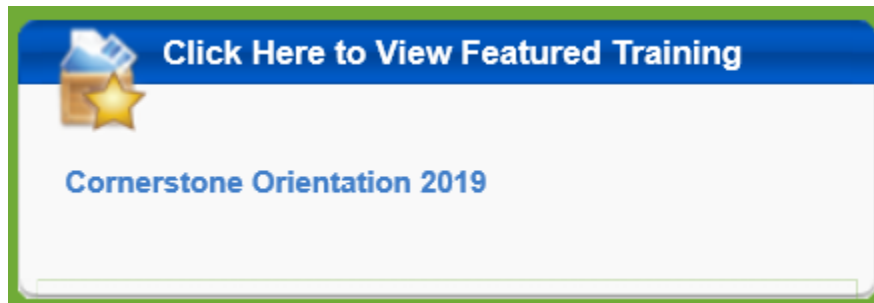 Click Here to View Featured Training
Cornerstone Orientation 2019